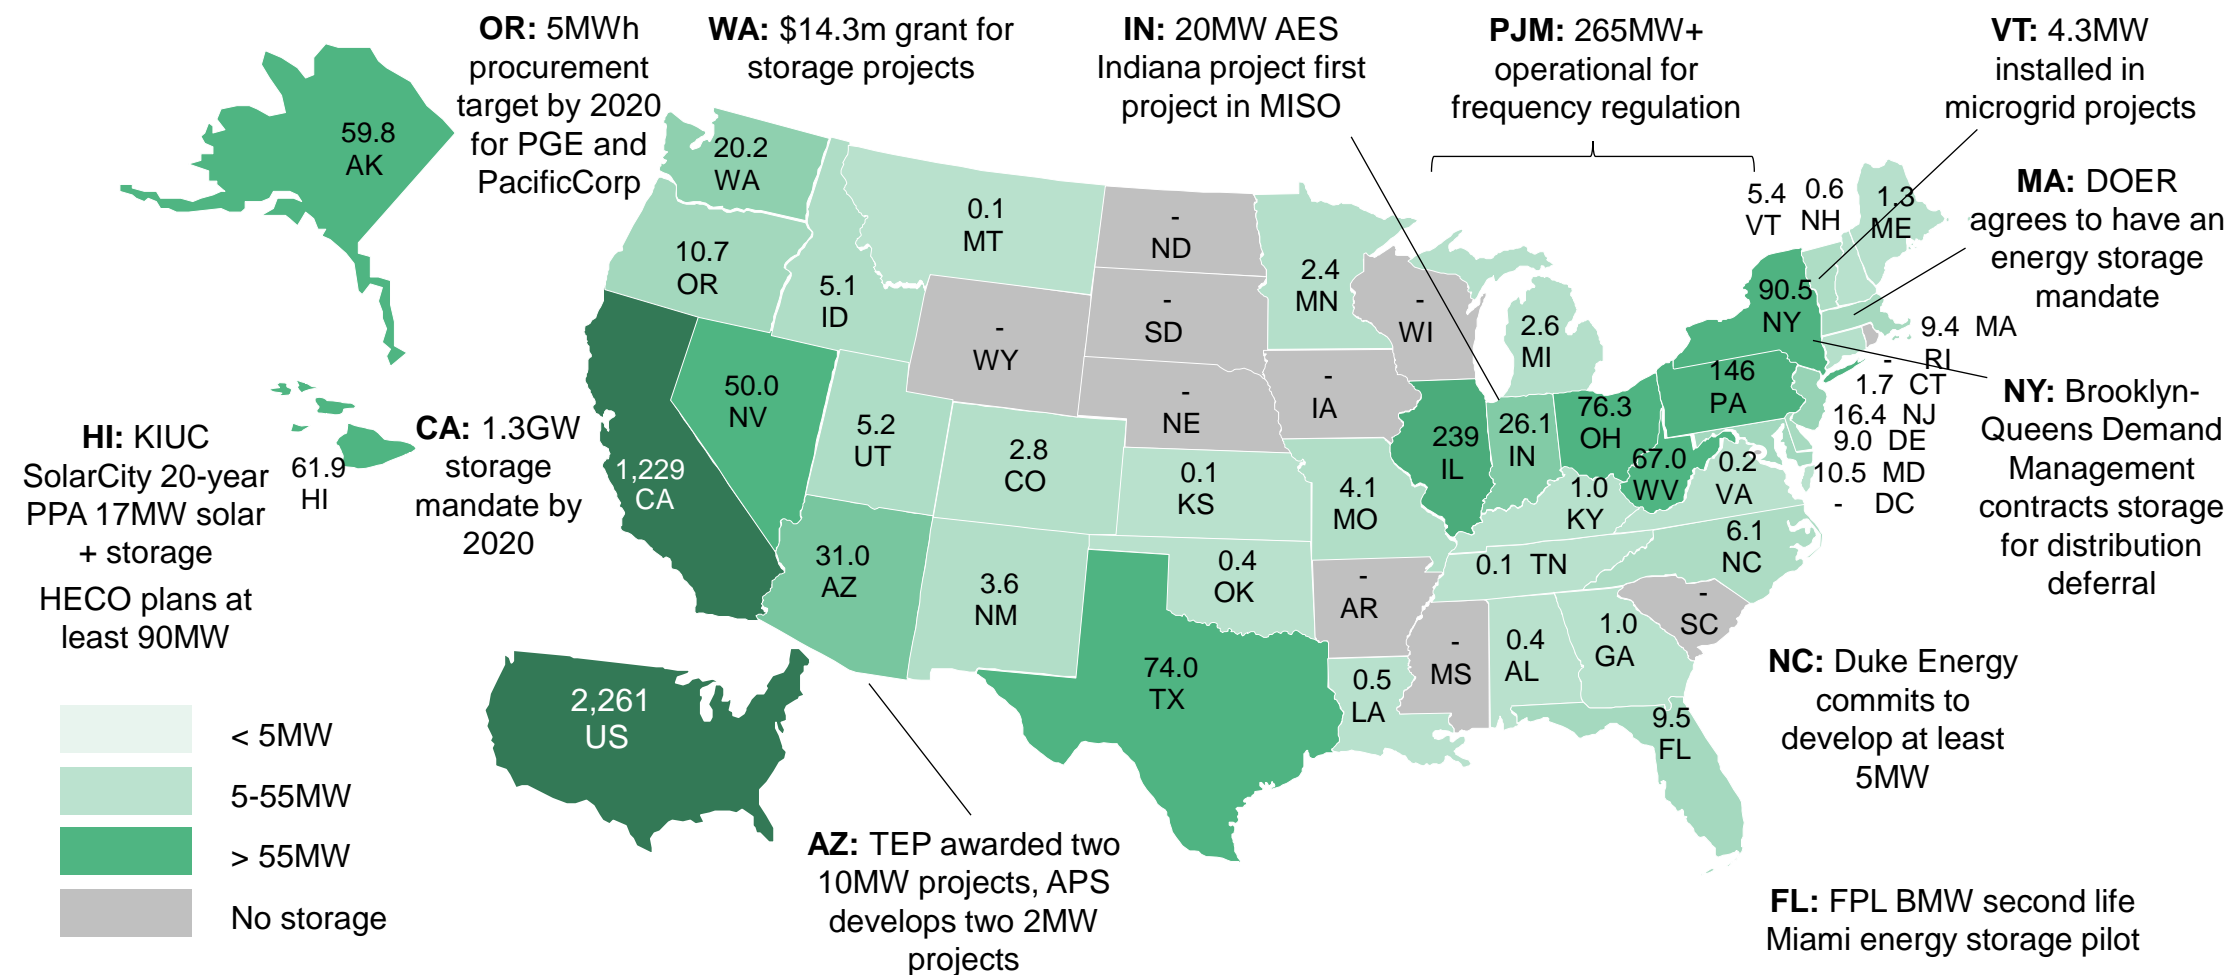 OR: 5MWh
procurement
target by 2020
for PGE and
PacificCorp
WA: $14.3m grant for
storage projects
IN: 20MW AES
Indiana project first
project in MISO
PJM: 265MW+
operational for
frequency regulation
VT: 4.3MW
installed in
microgrid projects
MA: DOER
agrees to have an
energy storage
mandate
NY: Brooklyn-
Queens Demand
Management
contracts storage
for distribution
deferral
NC: Duke Energy
commits to
develop at least
5MW
FL: FPL BMW second life
Miami energy storage pilot
AZ: TEP awarded two
10MW projects, APS
develops two 2MW
projects
CA: 1.3GW
storage
mandate by
2020
HI: KIUC
SolarCity 20-year
PPA 17MW solar
+ storage
HECO plans at
least 90MW
59.8
AK
61.9
HI
20.2
WA
10.7
OR
1,229
CA
50.0
NV
5.1
ID
0.1
MT
-
WY
5.2
UT
2.8
CO
31.0
AZ
3.6
NM
-
ND
-
SD
-
NE
0.1
KS
0.4
OK
74.0
TX
2.4
MN
-
IA
4.1
MO
-
AR
0.5
LA
-
WI
239
IL
2.6
MI
26.1
IN
76.3
OH
1.0
KY
0.1 TN
-
MS
0.4
AL
1.0
GA
9.5
FL
-
SC
6.1
NC
0.2
VA
67.0
WV
146
PA
90.5
NY
5.4
VT
0.6
NH
1.3
ME
9.4 MA
- RI
1.7 CT
16.4 NJ
9.0 DE
10.5 MD
- DC
2,261
US
< 5MW
5-55MW
> 55MW
No storage